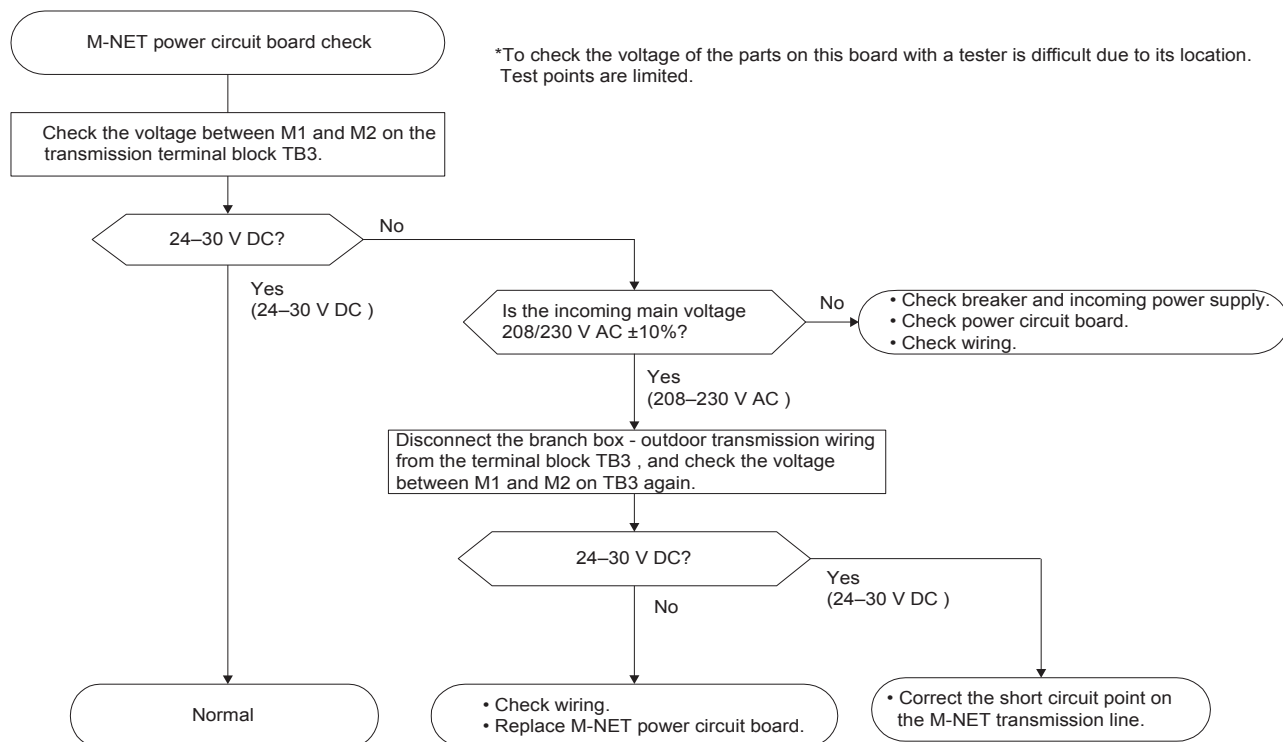 M-NET power circuit board check
*To check the voltage of the parts on this board with a tester is difficult due to its location.
Test points are limited.
Check the voltage between M1 and M2 on the
transmission terminal block TB3.
24–30 V DC?
No
Yes
(24–30 V DC )
Is the incoming main voltage
208/230 V AC ±10%?
No
• Check breaker and incoming power supply.
• Check power circuit board.
• Check wiring.
Yes
(208–230 V AC )
Disconnect the branch box - outdoor transmission wiring
from the terminal block TB3 , and check the voltage
between M1 and M2 on TB3 again.
24–30 V DC?
Yes
(24–30 V DC )
No
Normal
• Check wiring.
• Replace M-NET power circuit board.
• Correct the short circuit point on
the M-NET transmission line.